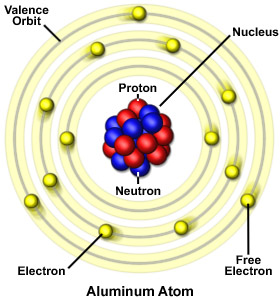 Valence
Orbit
Nucleus
Proton
Neutron
Electron
Free
Electron
Aluminum Atom